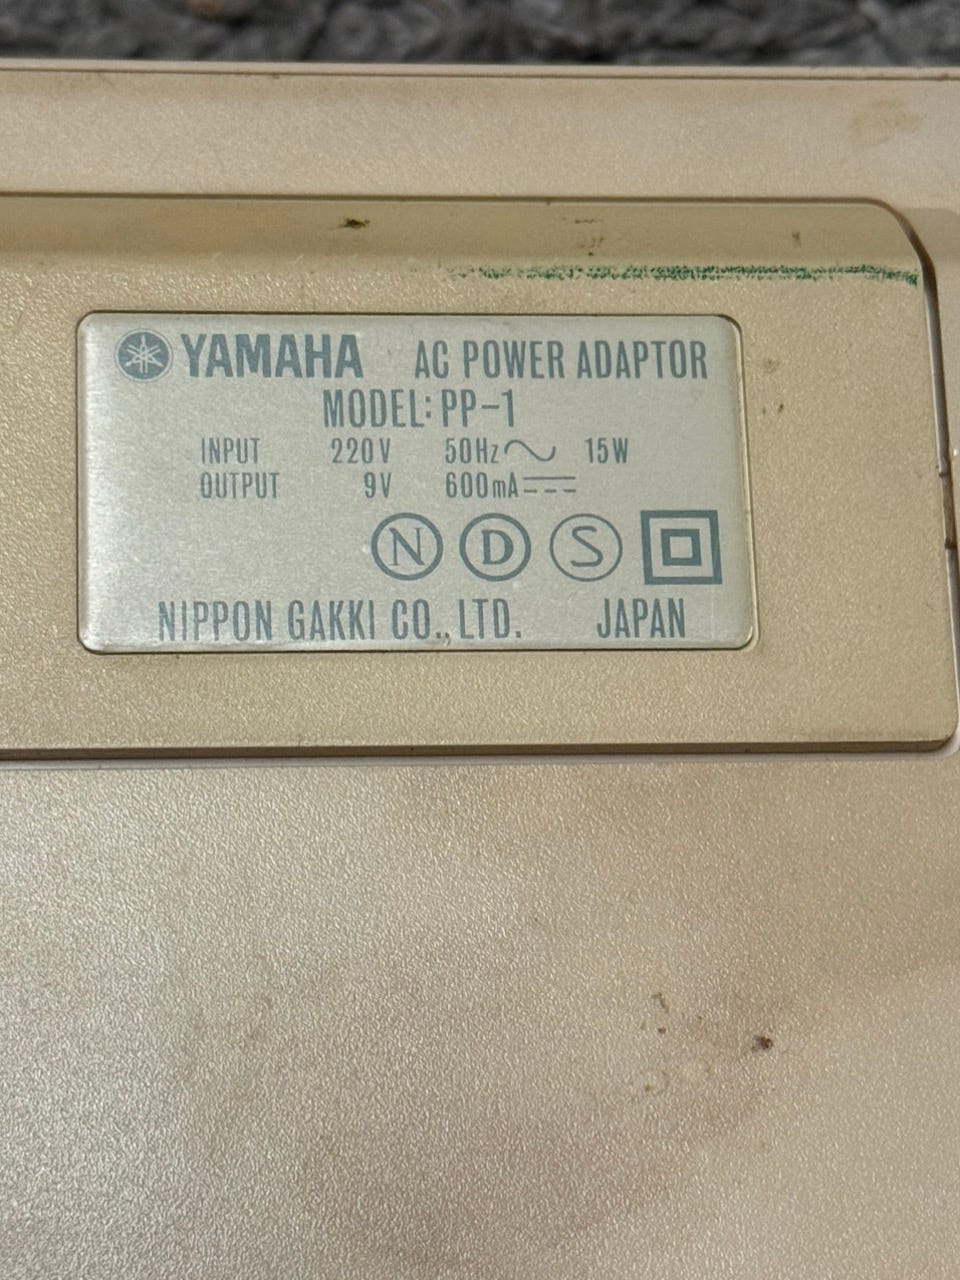 YAMAHA AC POWER ADAPTOR
MODEL: PP-1
INPUT 220V 50Hz 15W
OUTPUT 9V 600mA
N D S
NIPPON GAKKI CO., LTD. JAPAN